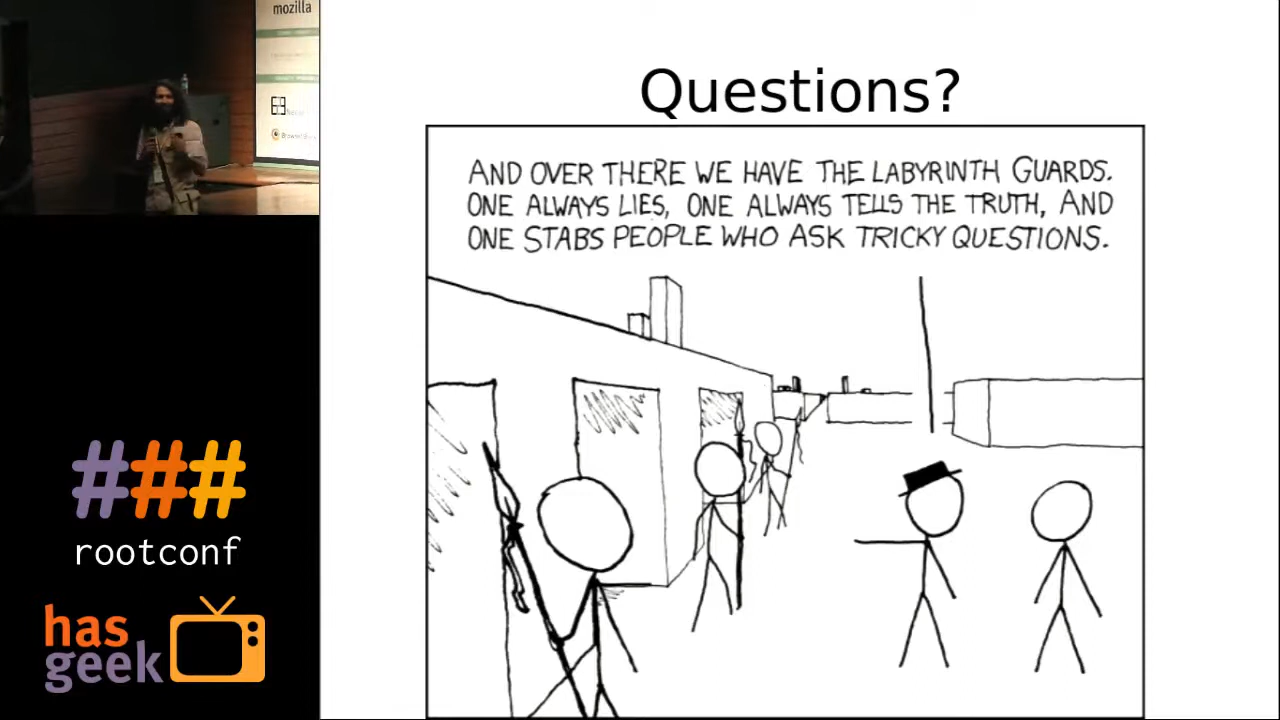 mozilla
Questions?
AND OVER THERE WE HAVE THE LABYRINTH GUARDS.
ONE ALWAYS LIES, ONE ALWAYS TELLS THE TRUTH, AND
ONE STABS PEOPLE WHO ASK TRICKY QUESTIONS.
###
rootconf
has
geek